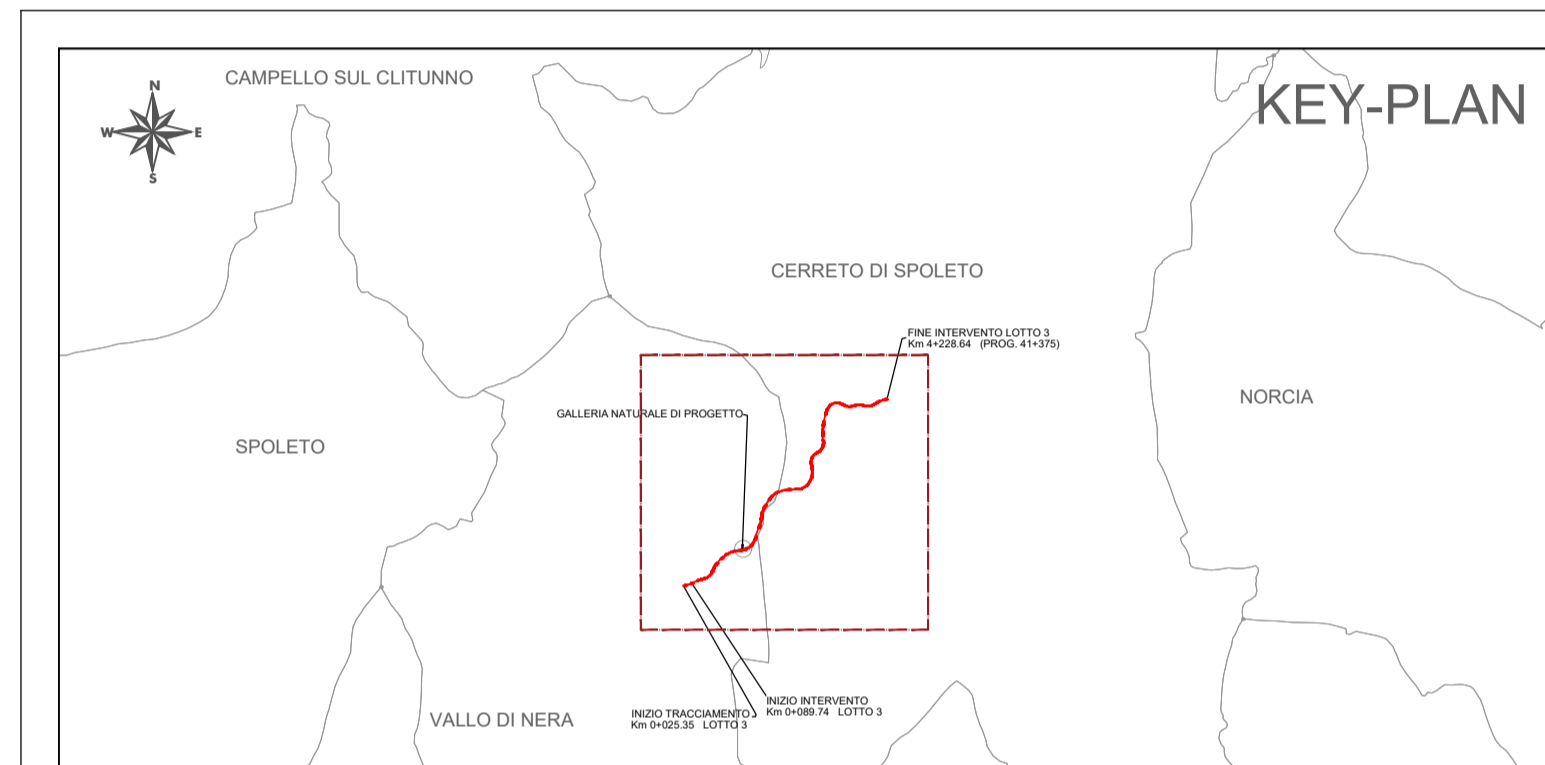 CAMPELLO SUL CLITUNNO
KEY-PLAN
N
W
E
S
CERRETO DI SPOLETO
FINE INTERVENTO LOTTO 3
Km 4+228.64 (PROG. 41+375)
NORCIA
GALLERIA NATURALE DI PROGETTO
SPOLETO
VALLO DI NERA
INIZIO TRACCIAMENTO
Km 0+025.35 LOTTO 3
INIZIO INTERVENTO
Km 0+089.74 LOTTO 3